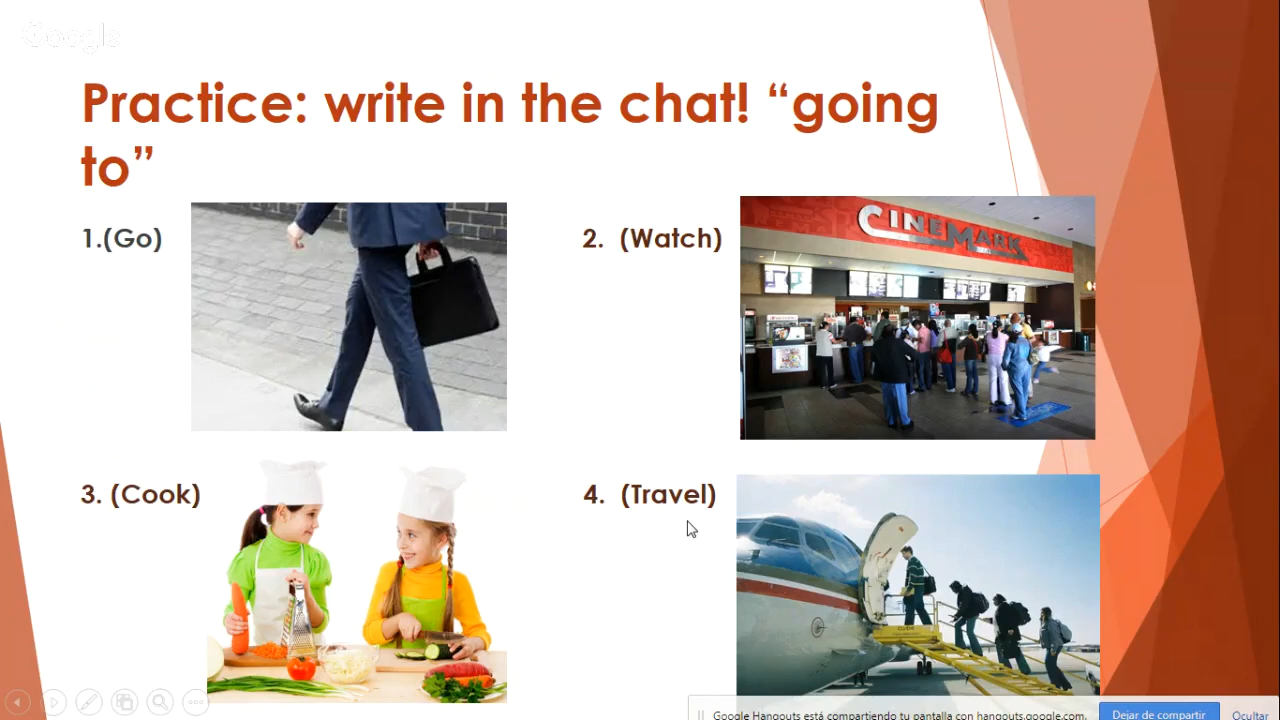 Google
Practice: write in the chat! “going
to”
1.(Go)
2. (Watch)
CINEMARK
3. (Cook)
4. (Travel)
Google Hangouts está compartiendo tu pantalla con hangouts.google.com.
Dejar de compartir
Ocultar